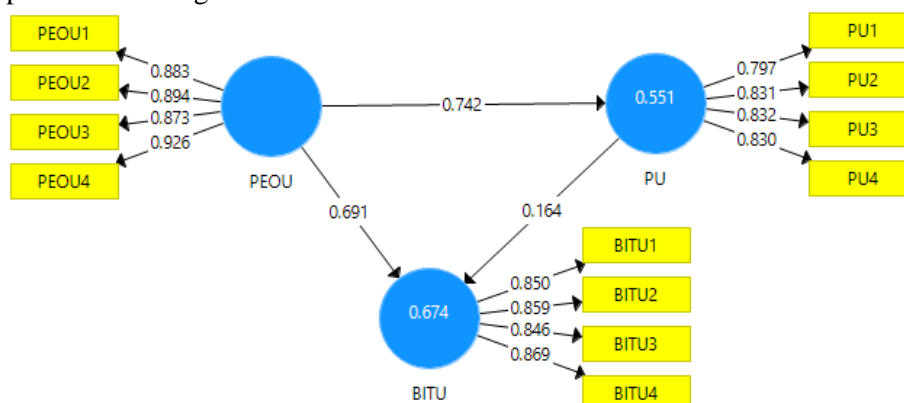 PEOU1
PEOU2
PEOU3
PEOU4
0.883
0.894
0.873
0.926
PEOU
0.742
0.551
PU
0.797
0.831
0.832
0.830
PU1
PU2
PU3
PU4
0.691
0.164
0.674
BITU
0.850
0.859
0.846
0.869
BITU1
BITU2
BITU3
BITU4